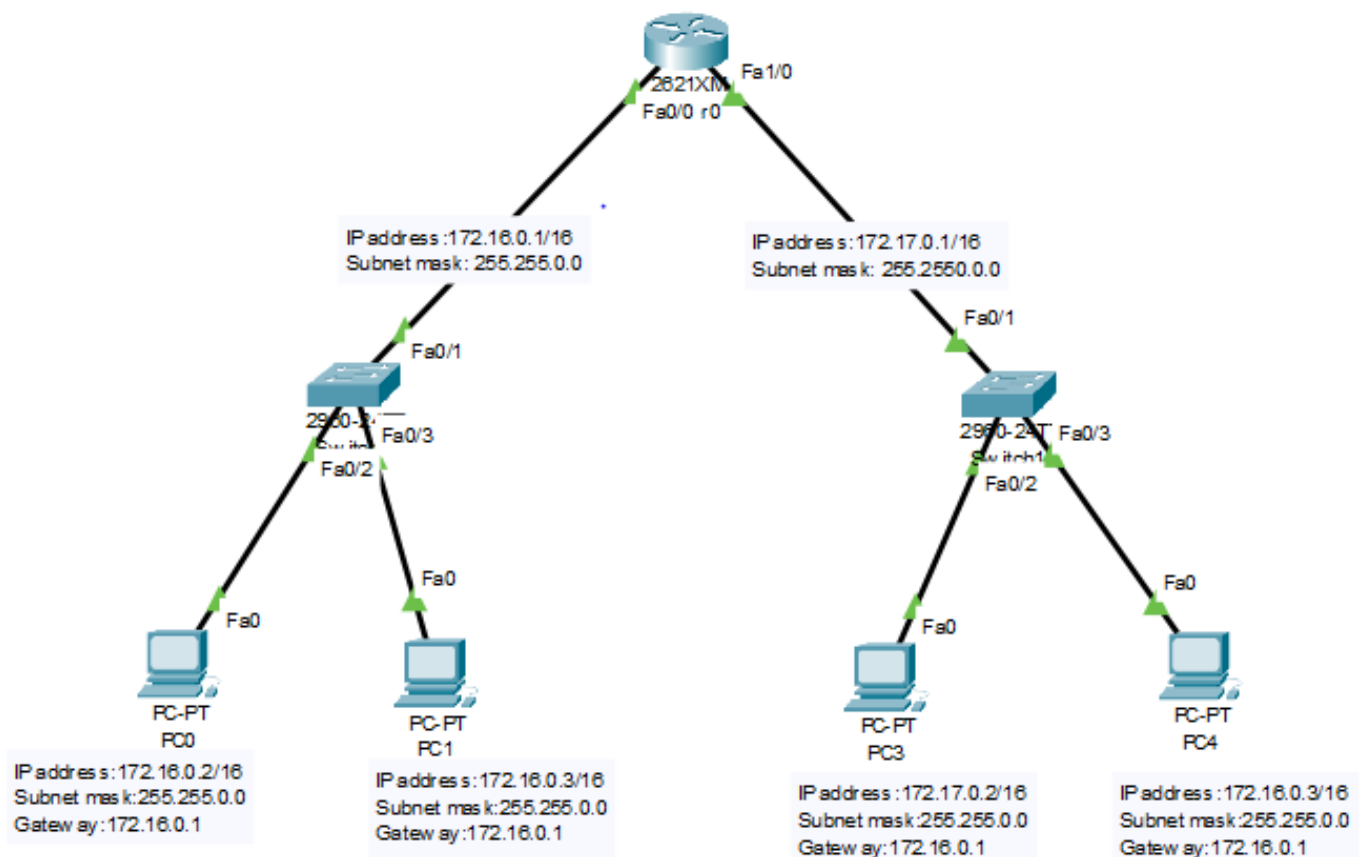 Fa1/0
2621XM
Fa0/0 r0
IP address:172.16.0.1/16
Subnet mask: 255.255.0.0
IP address:172.17.0.1/16
Subnet mask: 255.2550.0.0
Fa0/1
Fa0/1
Fa0/3
Fa0/2
2960-24T
Fa0/3
Switch1
Fa0/2
Fa0
Fa0
Fa0
Fa0
PC-PT
PC0
PC-PT
PC1
PC-PT
PC3
PC-PT
PC4
IP address:172.16.0.2/16
Subnet mask:255.255.0.0
Gateway:172.16.0.1
IP address:172.16.0.3/16
Subnet mask:255.255.0.0
Gateway:172.16.0.1
IP address:172.17.0.2/16
Subnet mask:255.255.0.0
Gateway:172.16.0.1
IP address:172.16.0.3/16
Subnet mask:255.255.0.0
Gateway:172.16.0.1